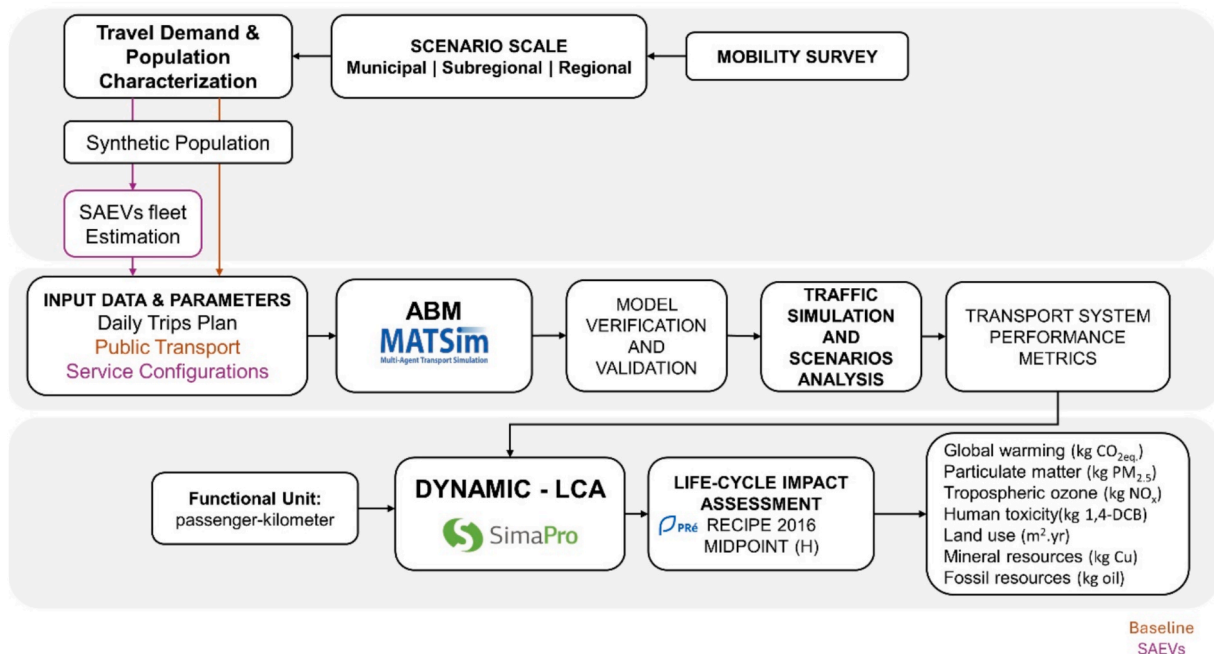 Travel Demand &
Population
Characterization
SCENARIO SCALE
Municipal | Subregional | Regional
MOBILITY SURVEY
Synthetic Population
SAEVs fleet
Estimation
INPUT DATA & PARAMETERS
Daily Trips Plan
Public Transport
Service Configurations
ABM
MATSim
Multi-Agent Transport Simulation
MODEL
VERIFICATION
AND
VALIDATION
TRAFFIC
SIMULATION
AND
SCENARIOS
ANALYSIS
TRANSPORT SYSTEM
PERFORMANCE
METRICS
Functional Unit:
passenger-kilometer
DYNAMIC - LCA
SimaPro
LIFE-CYCLE IMPACT
ASSESSMENT
PRé RECIPE 2016
MIDPOINT (H)
Global warming (kg CO2eq.)
Particulate matter (kg PM2.5)
Tropospheric ozone (kg NOx)
Human toxicity(kg 1,4-DCB)
Land use (m².yr)
Mineral resources (kg Cu)
Fossil resources (kg oil)
Baseline
SAEVs